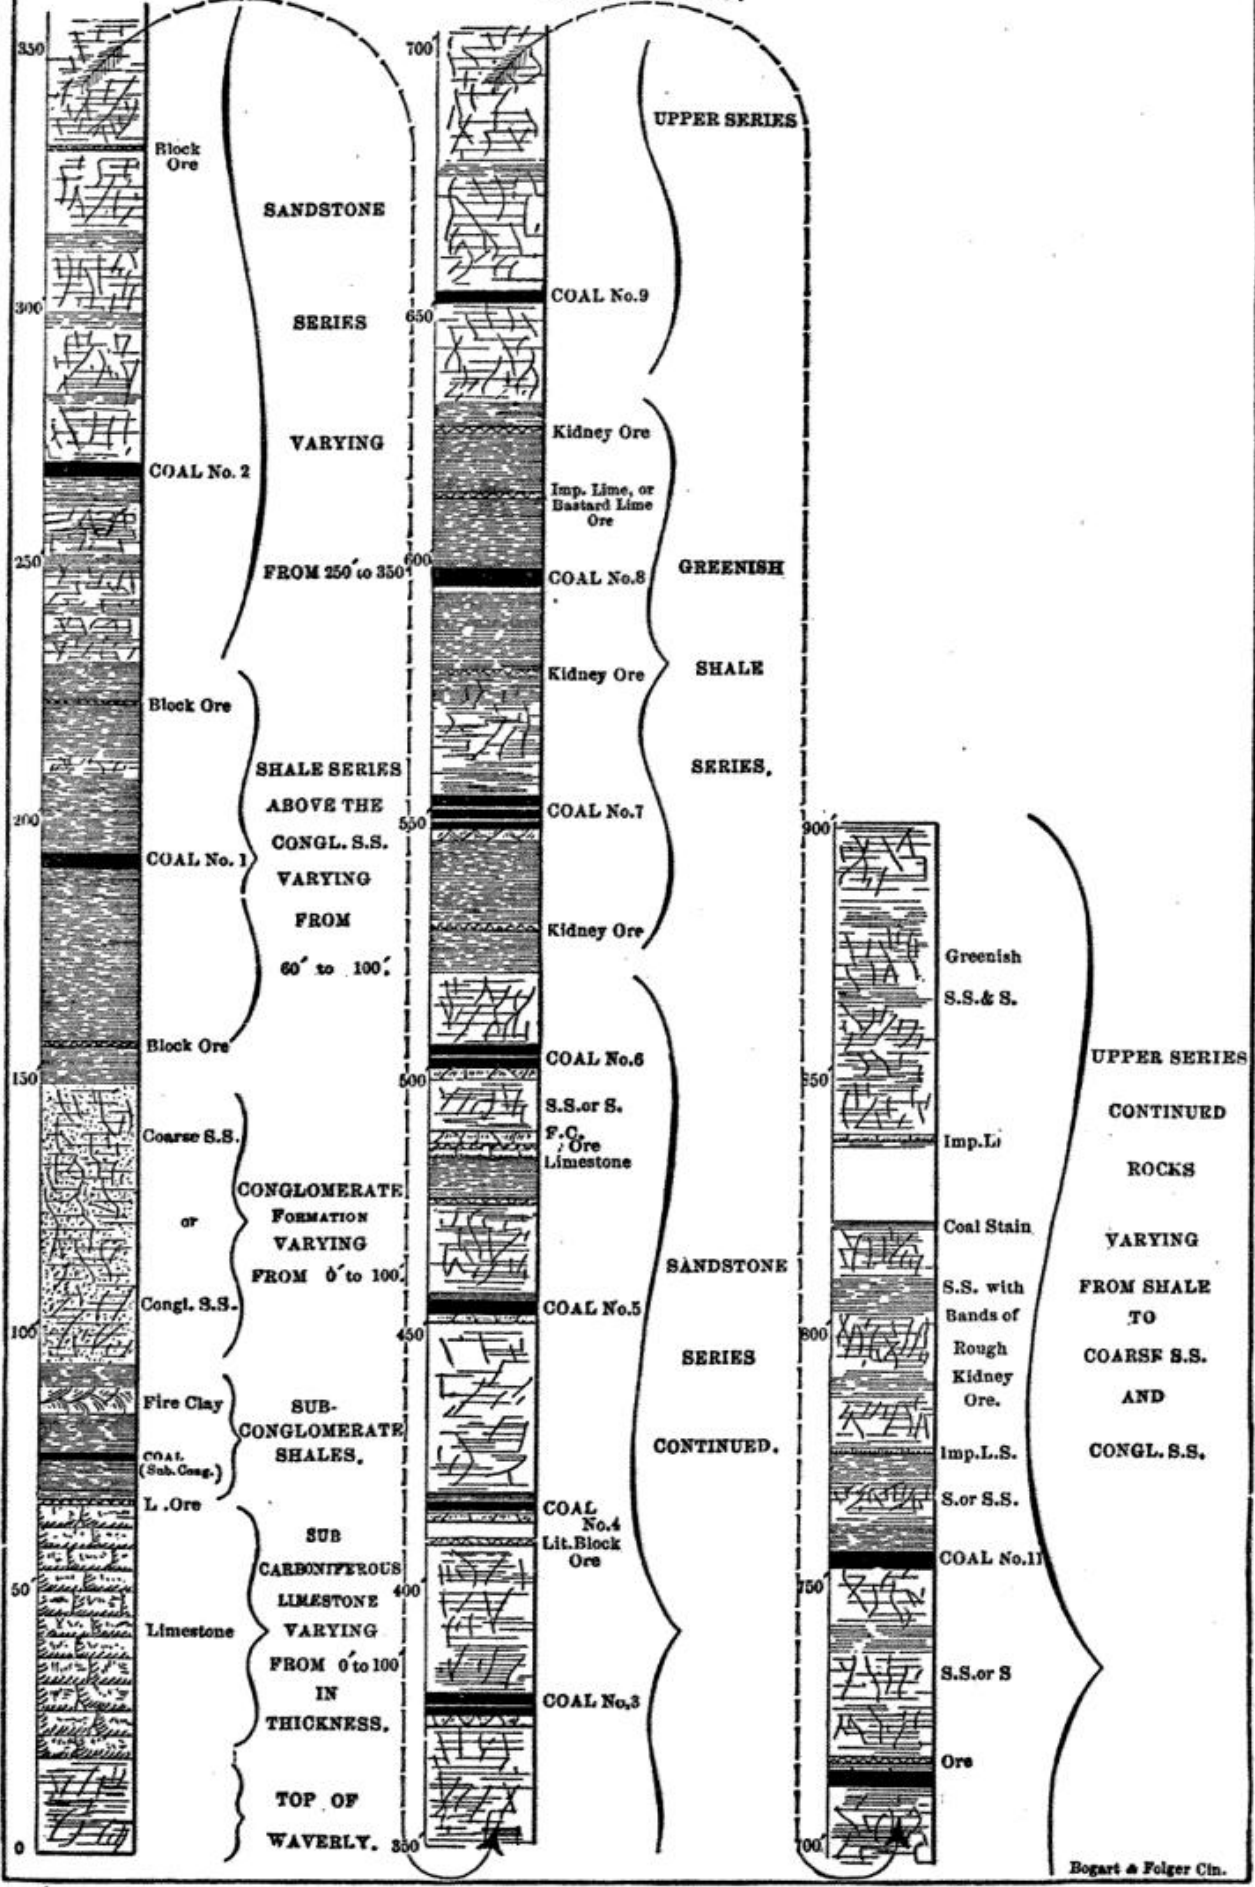 350
Block
Ore
SANDSTONE
300
SERIES
VARYING
COAL No. 2
250
FROM 250′ to 350′
Block Ore
SHALE SERIES
ABOVE THE
200
CONGL. S.S.
COAL No. 1
VARYING
FROM
60′ to 100′.
Block Ore
150
Coarse S.S.
CONGLOMERATE
or
FORMATION
VARYING
FROM 0′ to 100′.
Congl. S.S.
100
Fire Clay
SUB-
CONGLOMERATE
SHALES.
COAL
(Sub.Cong.)
L. Ore
SUB
CARBONIFEROUS
50
LIMESTONE
Limestone
VARYING
FROM 0′ to 100′
IN
THICKNESS.
TOP OF
WAVERLY.
0
700
UPPER SERIES
COAL No.9
650
Kidney Ore
Imp. Lime, or
Bastard Lime
Ore
600
COAL No.8
GREENISH
Kidney Ore
SHALE
SERIES.
COAL No.7
550
Kidney Ore
COAL No.6
500
S.S. or S.
F.C.
Ore
Limestone
SANDSTONE
COAL No.5
450
SERIES
CONTINUED.
COAL
No.4
Lit. Block
Ore
400
COAL No.3
350
900
Greenish
S.S. & S.
UPPER SERIES
850
CONTINUED
Imp. L
ROCKS
Coal Stain
VARYING
S.S. with
FROM SHALE
Bands of
TO
800
Rough
COARSE S.S.
Kidney
Ore.
AND
Imp. L.S.
CONGL. S.S.
S. or S.S.
COAL No.11
750
S.S. or S
Ore
700
Bogart & Folger Cin.